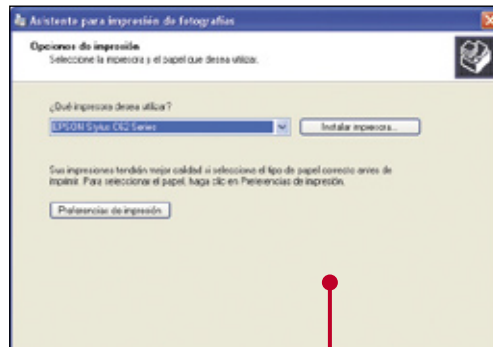 Asistente para impresión de fotografías
Opciones de impresión
Seleccione la impresora y el papel que desea utilizar.
¿Qué impresora desea utilizar?
EPSON Stylus C62 Series
Instalar impresora...
Sus impresiones tendrán mejor calidad si selecciona el tipo de papel correcto antes de
imprimir. Para seleccionar el papel, haga clic en Preferencias de impresión.
Preferencias de impresión